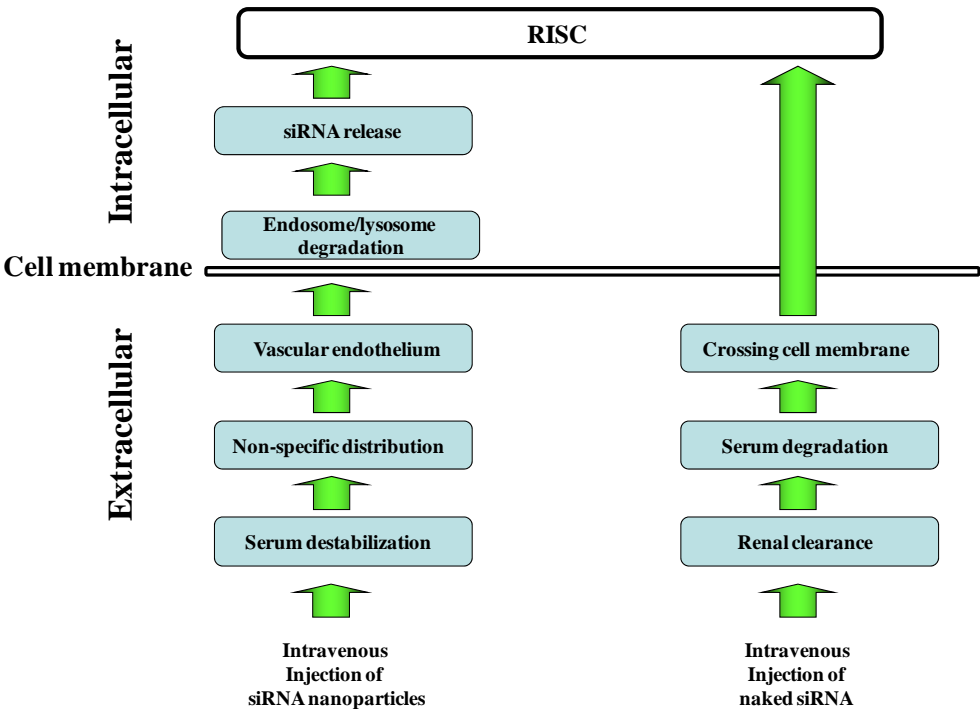 RISC
Intracellular
siRNA release
Endosome/lysosome
degradation
Cell membrane
Extracellular
Vascular endothelium
Non-specific distribution
Serum destabilization
Intravenous
Injection of
siRNA nanoparticles
Crossing cell membrane
Serum degradation
Renal clearance
Intravenous
Injection of
naked siRNA